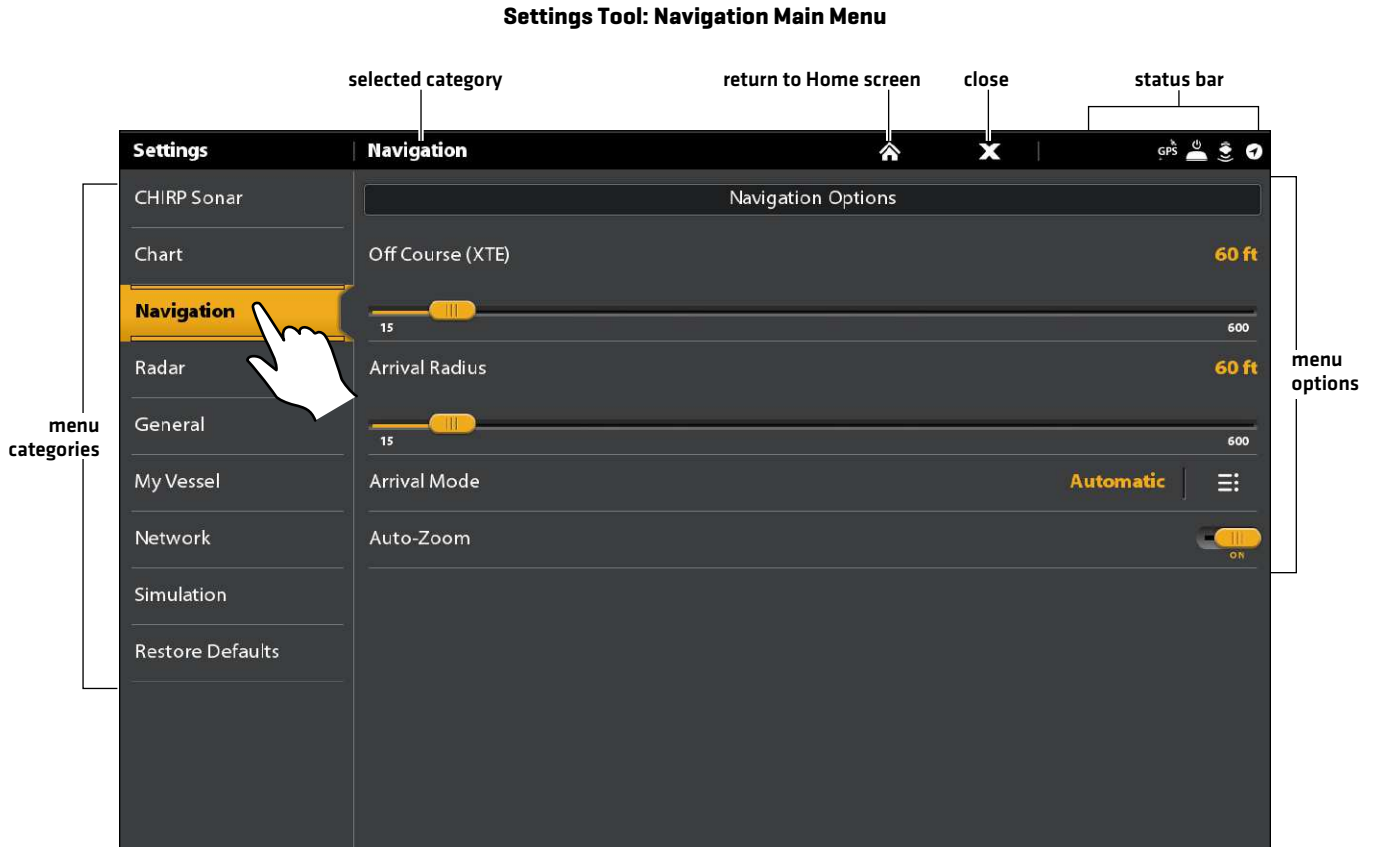 Settings Tool: Navigation Main Menu
selected category
return to Home screen
close
status bar
Settings
Navigation
GPS
CHIRP Sonar
Chart
Navigation
Radar
General
My Vessel
Network
Simulation
Restore Defaults
menu
categories
Navigation Options
Off Course (XTE)
60 ft
15
600
Arrival Radius
60 ft
15
600
Arrival Mode
Automatic
Auto-Zoom
ON
menu
options